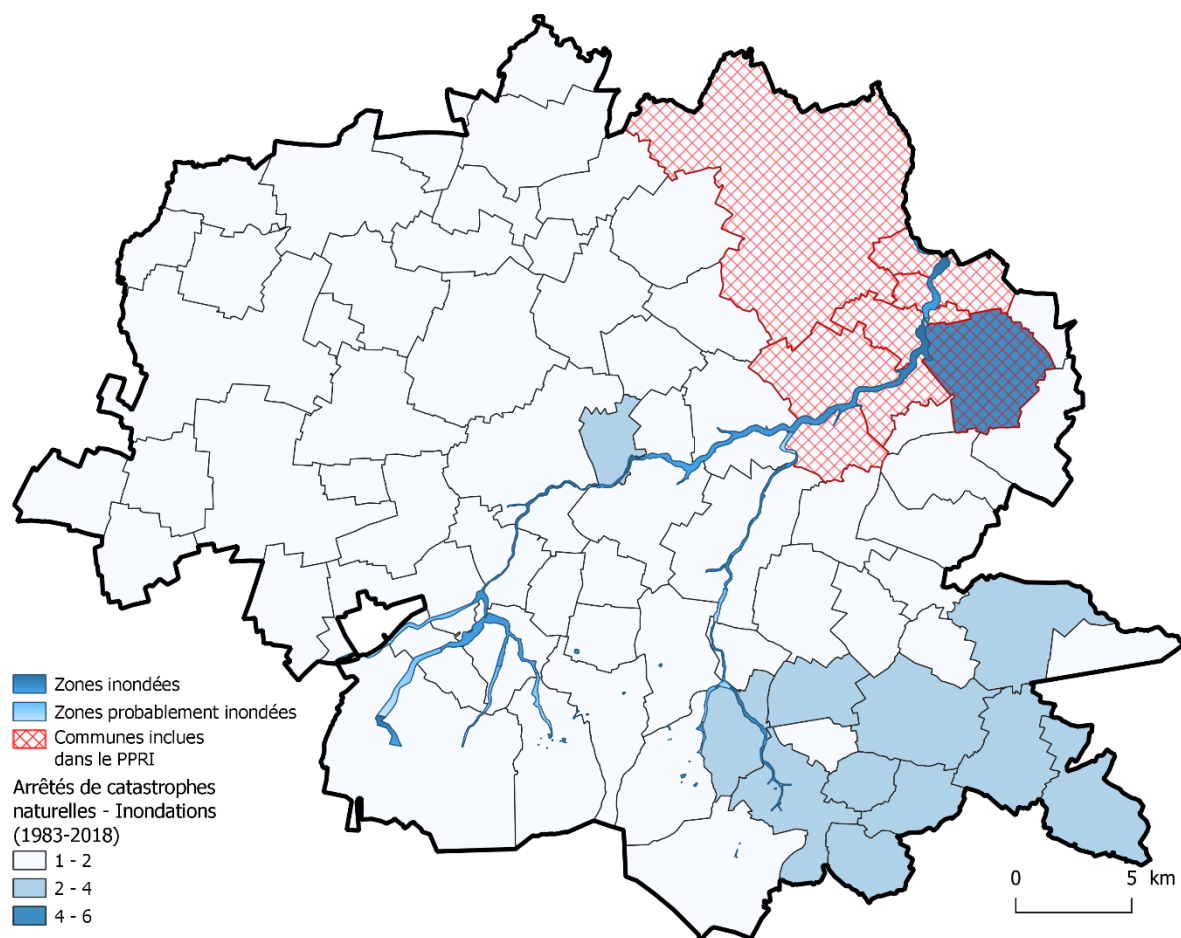 Zones inondées
Zones probablement inondées
Communes inclues
dans le PPRI
Arrêtés de catastrophes
naturelles - Inondations
(1983-2018)
1 - 2
2 - 4
4 - 6
0 5 km